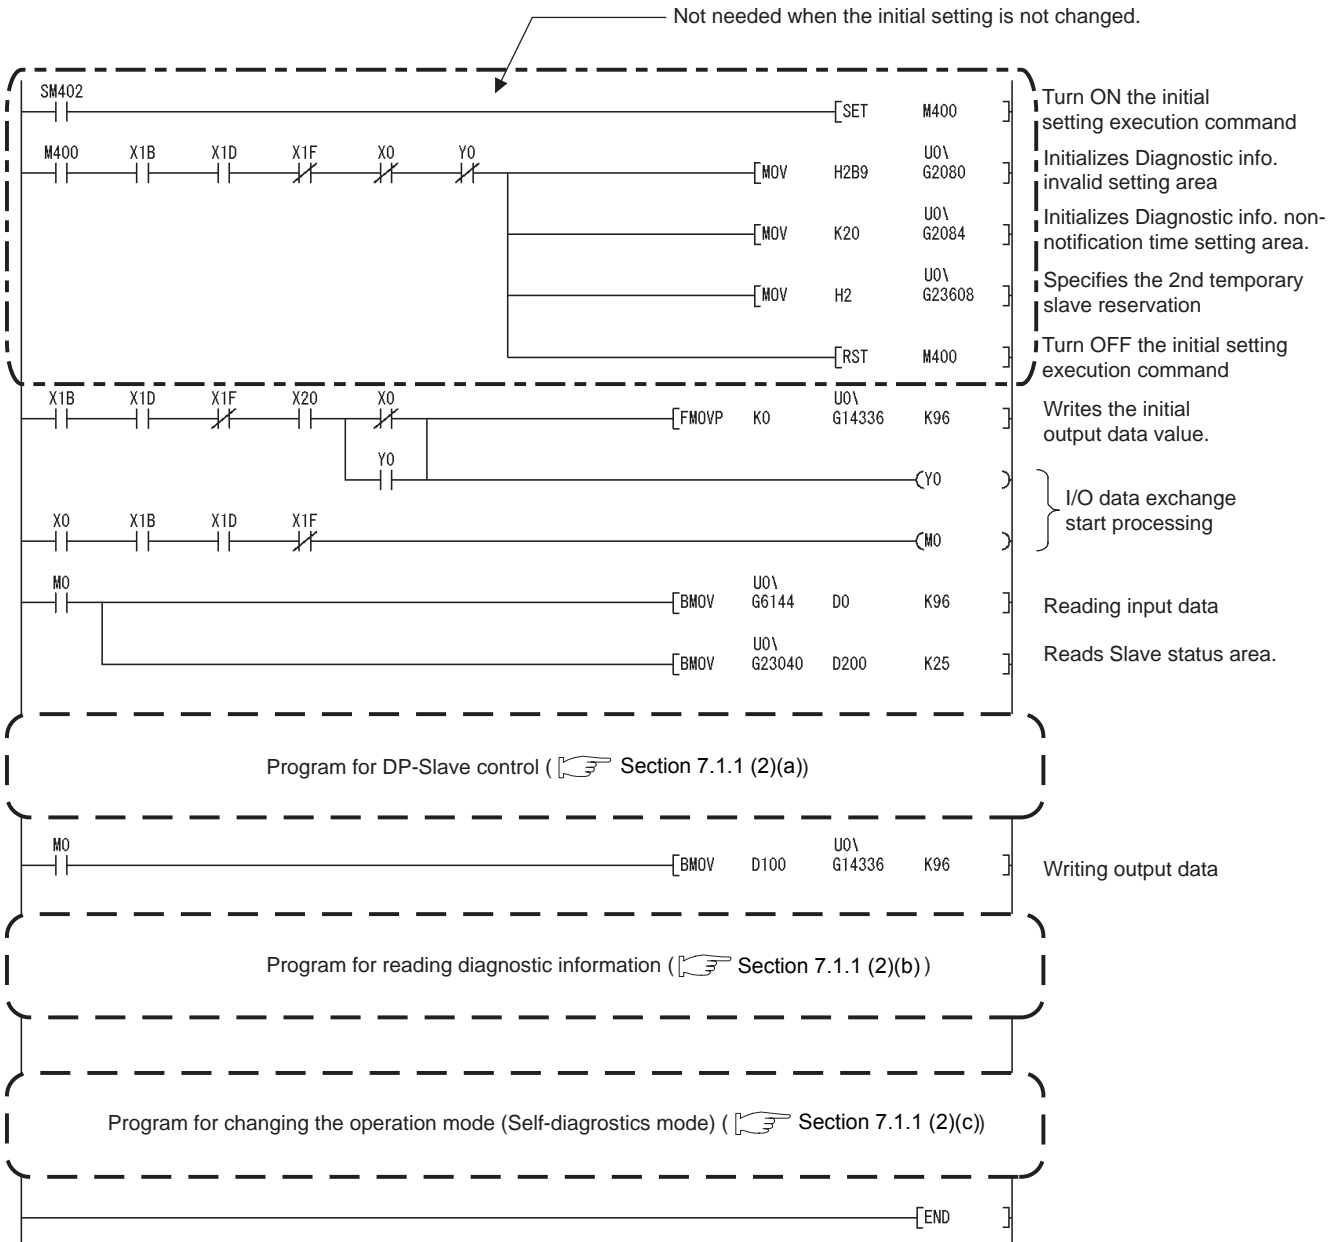 Not needed when the initial setting is not changed.
SM402
SET M400
Turn ON the initial
setting execution command
M400 X1B X1D X1F X0 Y0
MOV H2B9 U0\ G2080
Initializes Diagnostic info.
invalid setting area
MOV K20 U0\ G2084
Initializes Diagnostic info. non-
notification time setting area.
MOV H2 U0\ G23608
Specifies the 2nd temporary
slave reservation
RST M400
Turn OFF the initial setting
execution command
X1B X1D X1F X20 X0
FMOVP K0 U0\ G14336 K96
Writes the initial
output data value.
Y0
Y0
I/O data exchange
start processing
X0 X1B X1D X1F
M0
M0
BMOV U0\ G6144 D0 K96
Reading input data
BMOV U0\ G23040 D200 K25
Reads Slave status area.
Program for DP-Slave control ( Section 7.1.1 (2)(a))
M0
BMOV D100 U0\ G14336 K96
Writing output data
Program for reading diagnostic information ( Section 7.1.1 (2)(b))
Program for changing the operation mode (Self-diagrostics mode) ( Section 7.1.1 (2)(c))
END